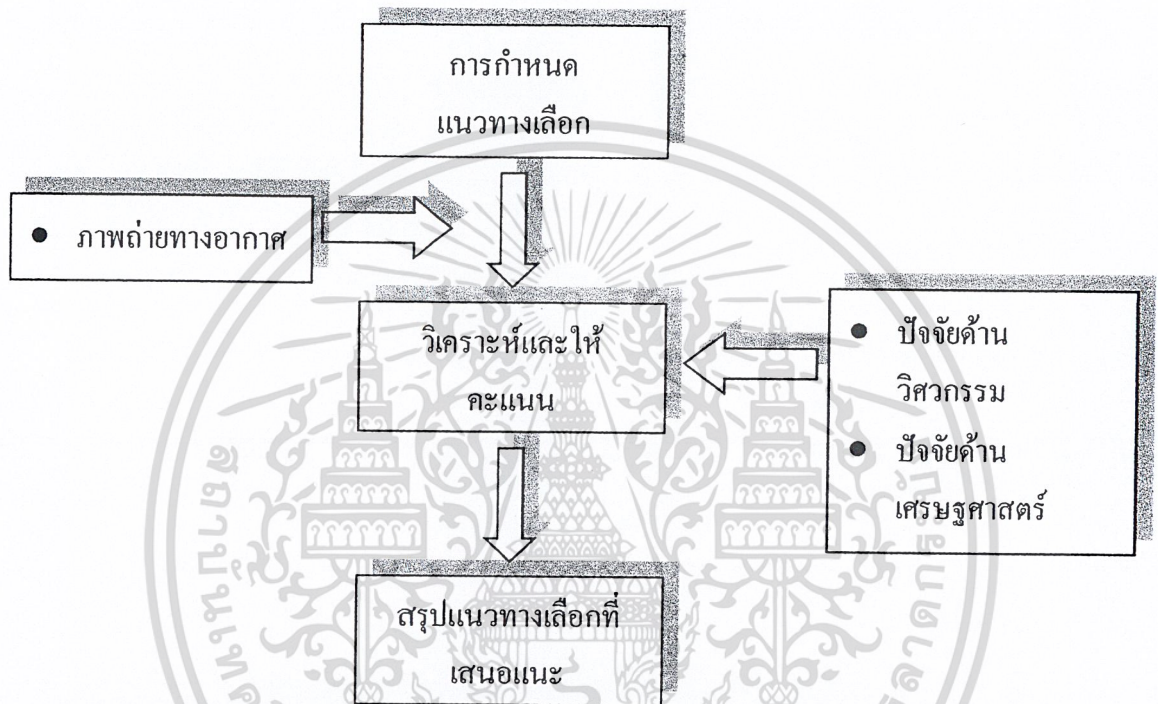 การกำหนด
แนวทางเลือก
● ภาพถ่ายทางอากาศ
วิเคราะห์และให้
คะแนน
● ปัจจัยด้าน
วิศวกรรม
● ปัจจัยด้าน
เศรษฐศาสตร์
สรุปแนวทางเลือกที่
เสนอแนะ